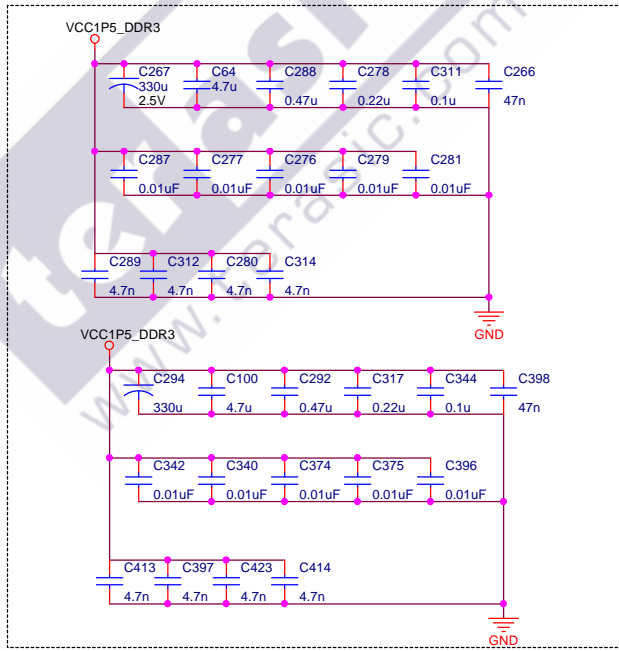 VCC1P5_DDR3
C267 C64 C288 C278 C311 C266
330u 4.7u 0.47u 0.22u 0.1u 47n
2.5V
C287 C277 C276 C279 C281
0.01uF 0.01uF 0.01uF 0.01uF 0.01uF
C289 C312 C280 C314
4.7n 4.7n 4.7n 4.7n
GND
VCC1P5_DDR3
C294 C100 C292 C317 C344 C398
330u 4.7u 0.47u 0.22u 0.1u 47n
C342 C340 C374 C375 C396
0.01uF 0.01uF 0.01uF 0.01uF 0.01uF
C413 C397 C423 C414
4.7n 4.7n 4.7n 4.7n
GND
terasic
www.terasic.com